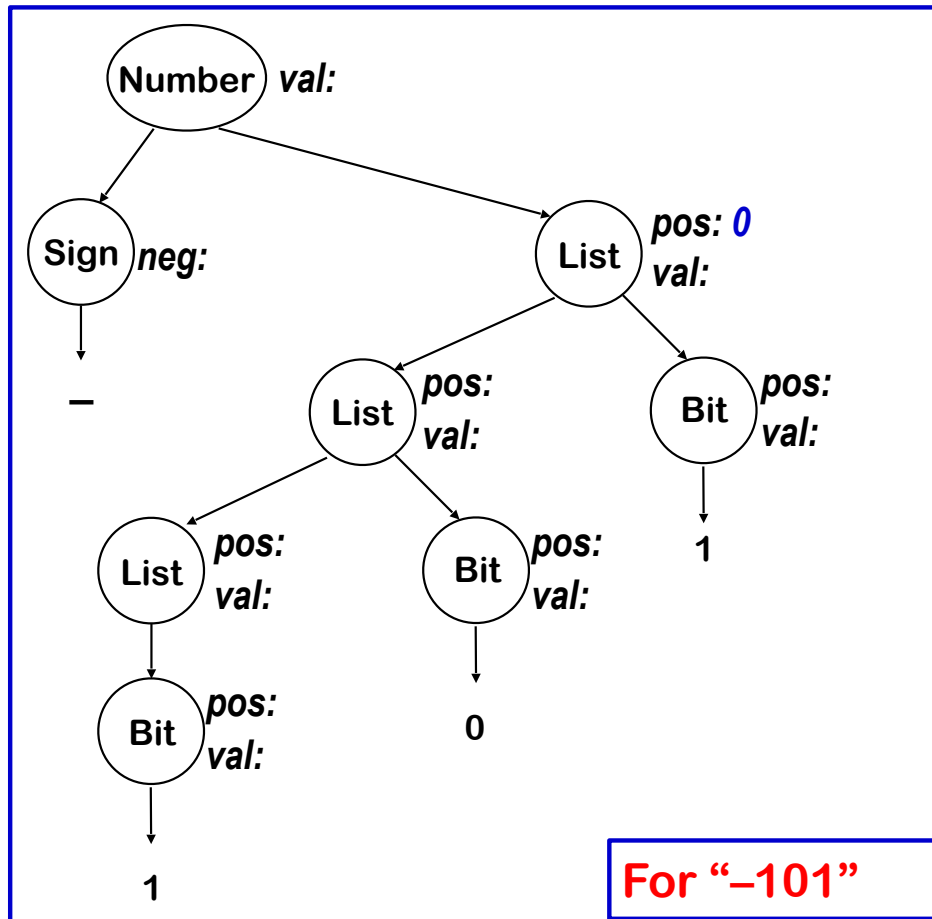 Number val:
Sign neg:
List pos: 0
val:
–
List pos:
val:
Bit pos:
val:
List pos:
val:
Bit pos:
val:
1
Bit pos:
val:
0
1
For “–101”